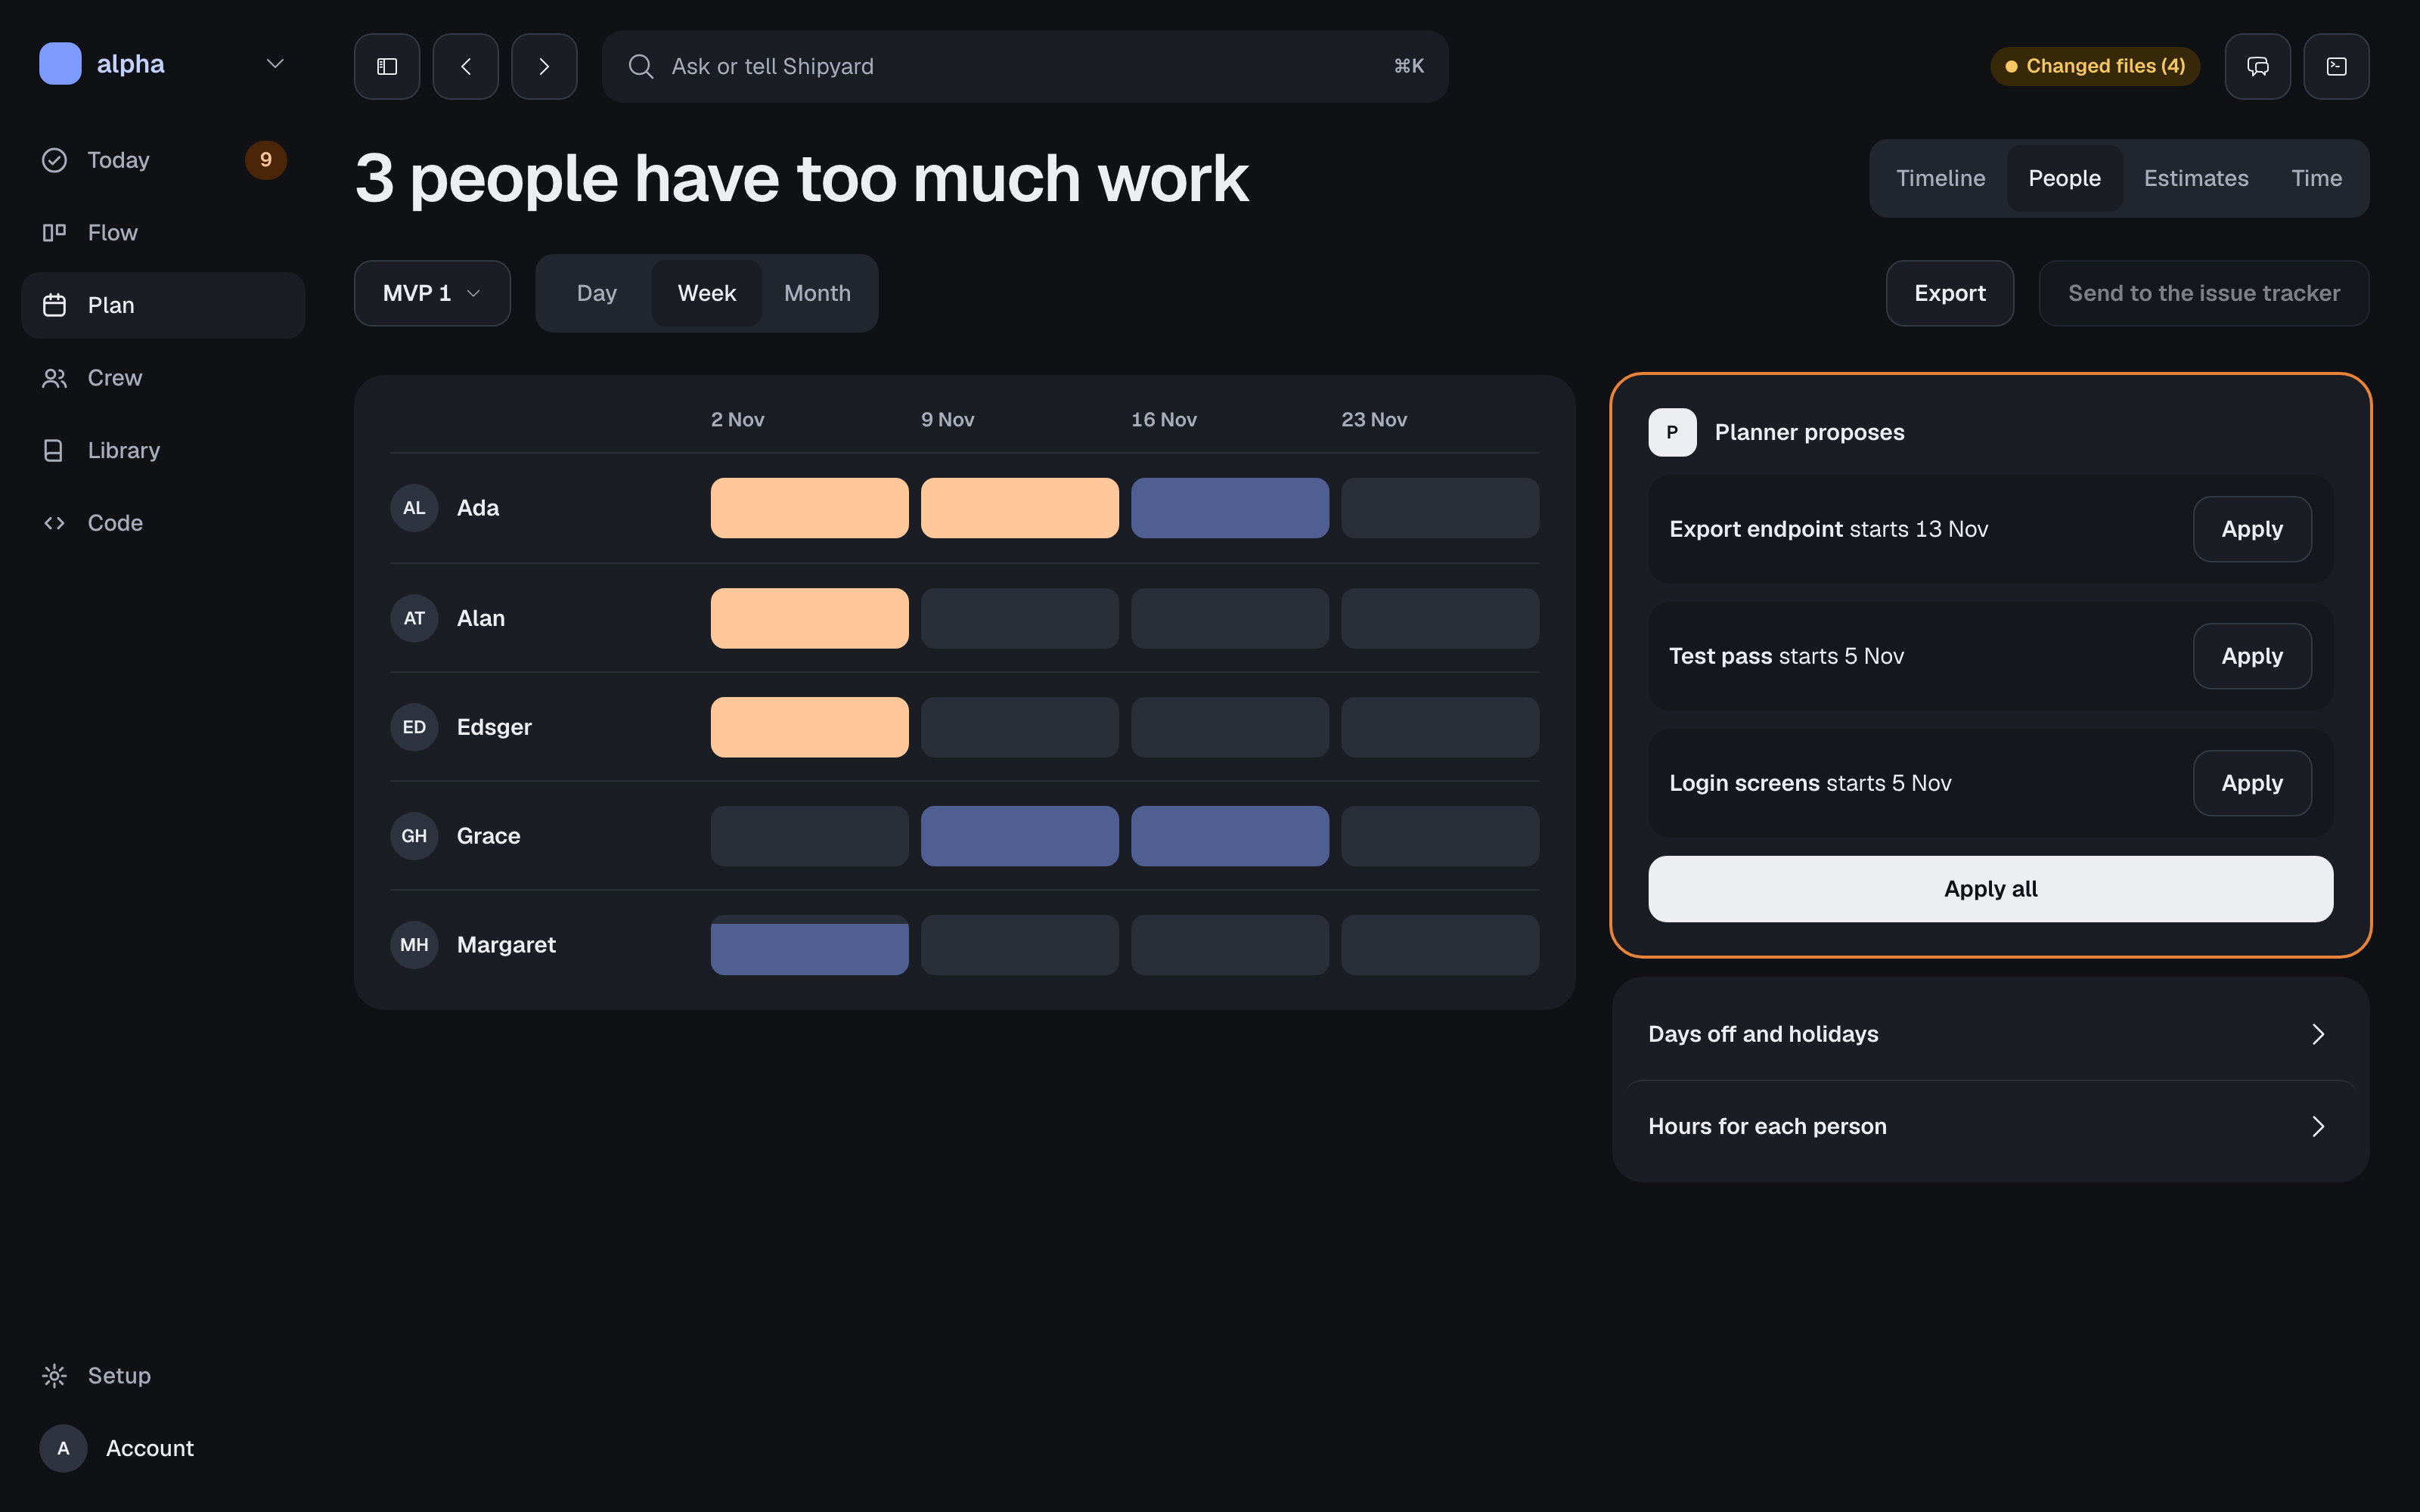 alpha
Ask or tell Shipyard ⌘K
Changed files (4)
Today 9
Flow
Plan
Crew
Library
Code
Setup
A Account
3 people have too much work
Timeline People Estimates Time
MVP 1
Day Week Month
Export
Send to the issue tracker
2 Nov 9 Nov 16 Nov 23 Nov
AL Ada
AT Alan
ED Edsger
GH Grace
MH Margaret
P Planner proposes
Export endpoint starts 13 Nov Apply
Test pass starts 5 Nov Apply
Login screens starts 5 Nov Apply
Apply all
Days off and holidays
Hours for each person